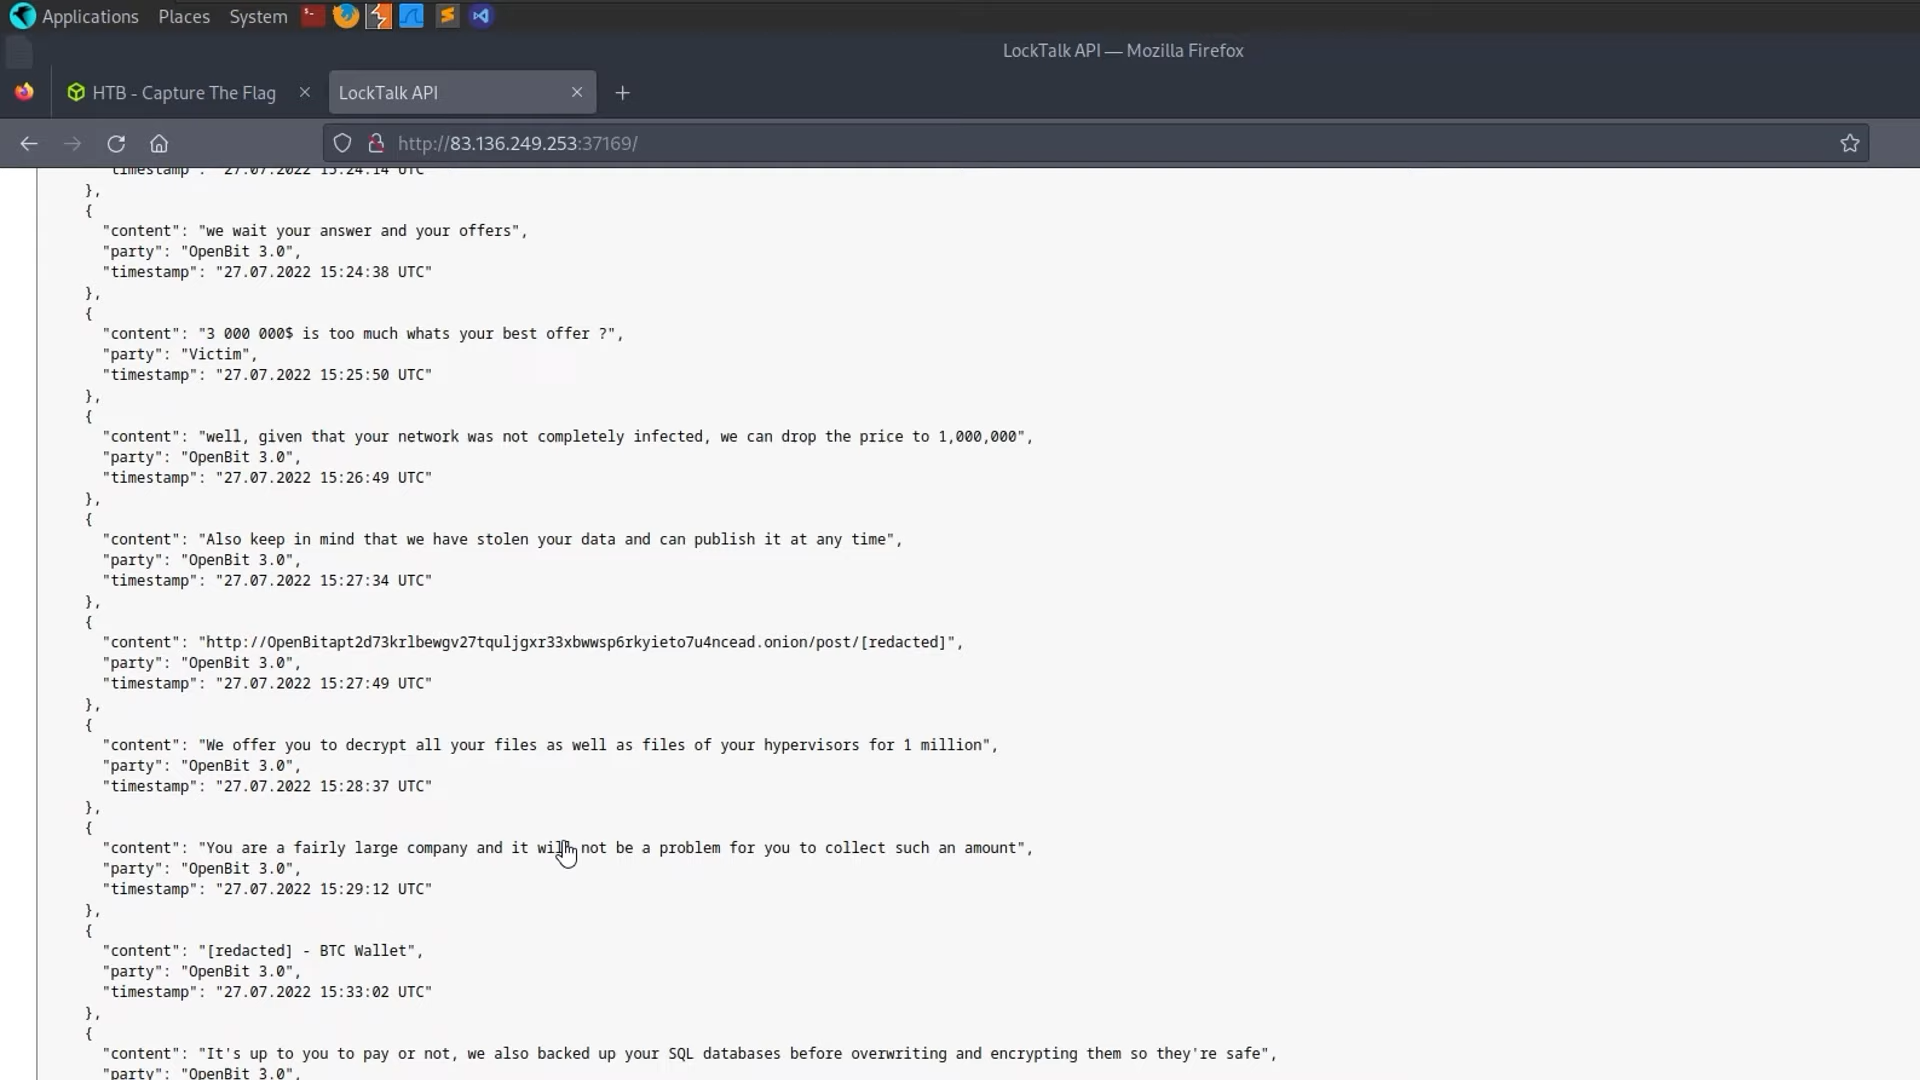 Applications Places System
LockTalk API — Mozilla Firefox
HTB - Capture The Flag
LockTalk API
http://83.136.249.253:37169/
"timestamp": "27.07.2022 15:24:14 UTC"
},
{
"content": "we wait your answer and your offers",
"party": "OpenBit 3.0",
"timestamp": "27.07.2022 15:24:38 UTC"
},
{
"content": "3 000 000$ is too much whats your best offer ?",
"party": "Victim",
"timestamp": "27.07.2022 15:25:50 UTC"
},
{
"content": "well, given that your network was not completely infected, we can drop the price to 1,000,000",
"party": "OpenBit 3.0",
"timestamp": "27.07.2022 15:26:49 UTC"
},
{
"content": "Also keep in mind that we have stolen your data and can publish it at any time",
"party": "OpenBit 3.0",
"timestamp": "27.07.2022 15:27:34 UTC"
},
{
"content": "http://OpenBitapt2d73krlbewgv27tquljgxr33xbwwsp6rkyieto7u4ncead.onion/post/[redacted]",
"party": "OpenBit 3.0",
"timestamp": "27.07.2022 15:27:49 UTC"
},
{
"content": "We offer you to decrypt all your files as well as files of your hypervisors for 1 million",
"party": "OpenBit 3.0",
"timestamp": "27.07.2022 15:28:37 UTC"
},
{
"content": "You are a fairly large company and it will not be a problem for you to collect such an amount",
"party": "OpenBit 3.0",
"timestamp": "27.07.2022 15:29:12 UTC"
},
{
"content": "[redacted] - BTC Wallet",
"party": "OpenBit 3.0",
"timestamp": "27.07.2022 15:33:02 UTC"
},
{
"content": "It's up to you to pay or not, we also backed up your SQL databases before overwriting and encrypting them so they're safe",
"party": "OpenBit 3.0",